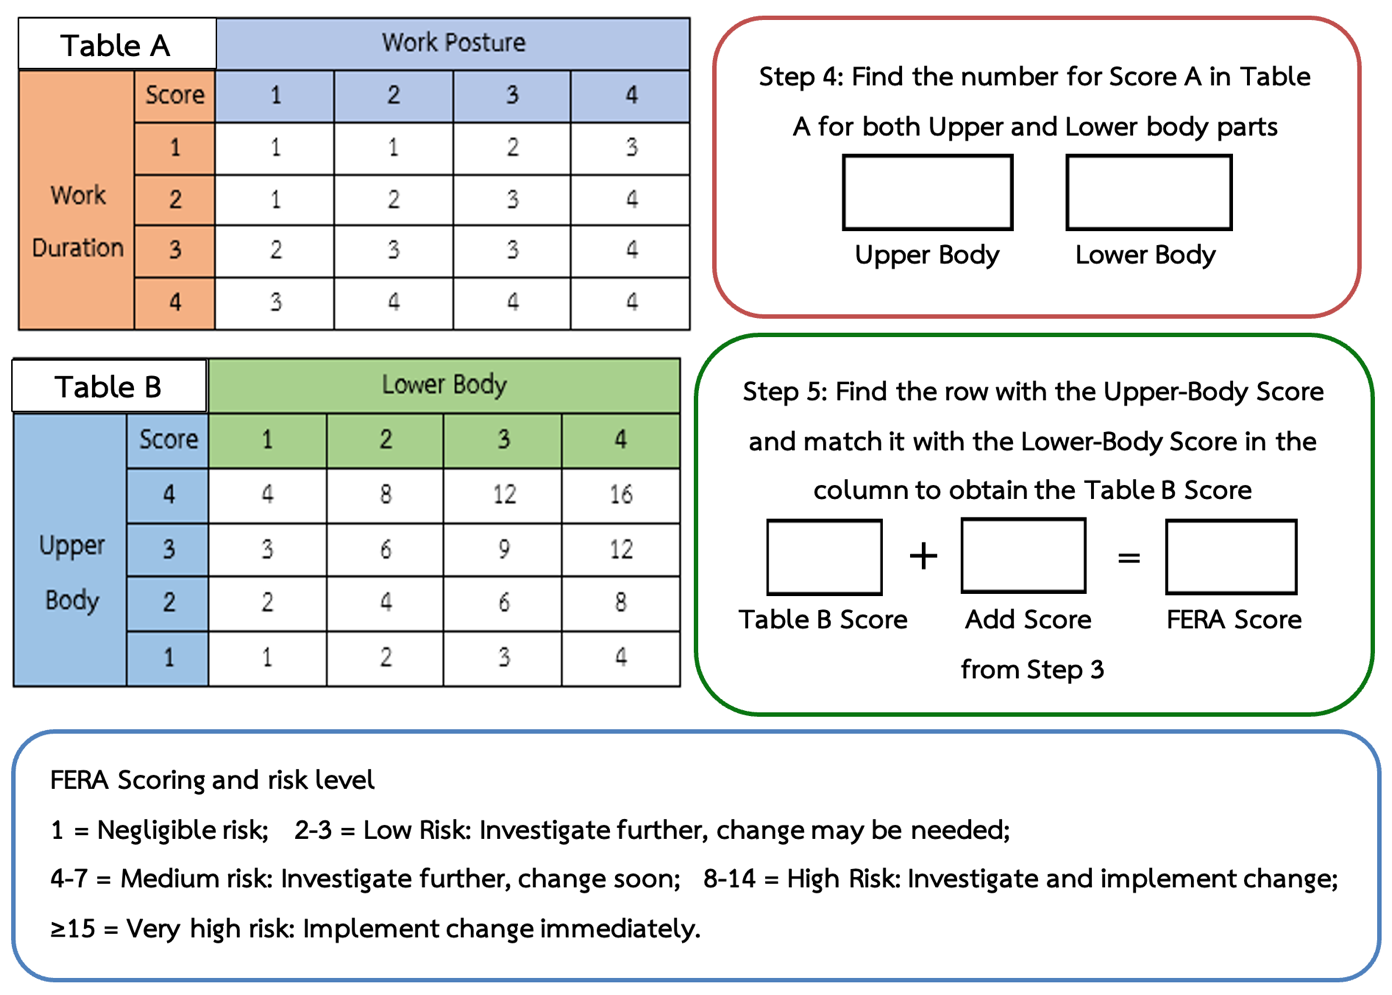 Table A
Work Posture
Score 1 2 3 4
Work Duration
1 1 1 2 3
2 1 2 3 4
3 2 3 3 4
4 3 4 4 4
Step 4: Find the number for Score A in Table
A for both Upper and Lower body parts
Upper Body Lower Body
Table B
Lower Body
Score 1 2 3 4
Upper Body
4 4 8 12 16
3 3 6 9 12
2 2 4 6 8
1 1 2 3 4
Step 5: Find the row with the Upper-Body Score
and match it with the Lower-Body Score in the
column to obtain the Table B Score
+ =
Table B Score Add Score FERA Score
from Step 3
FERA Scoring and risk level
1 = Negligible risk; 2-3 = Low Risk: Investigate further, change may be needed;
4-7 = Medium risk: Investigate further, change soon; 8-14 = High Risk: Investigate and implement change;
≥15 = Very high risk: Implement change immediately.